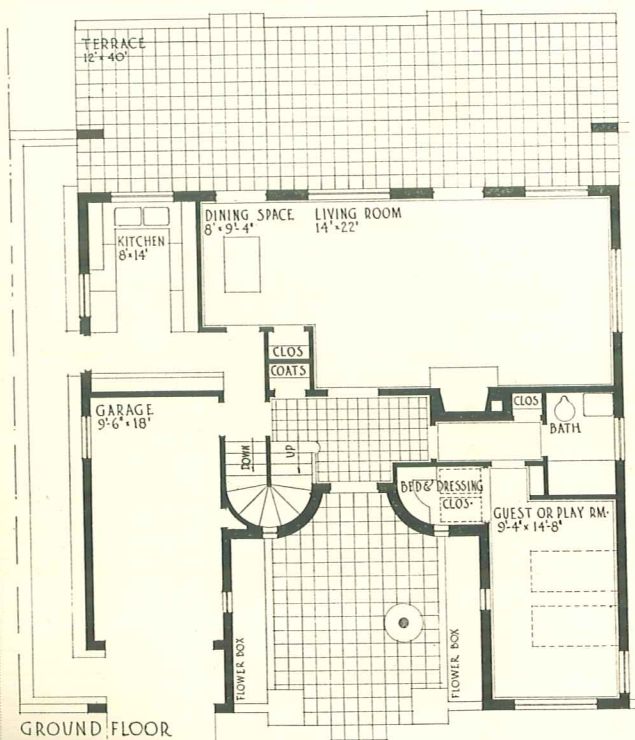 TERRACE
12'×40'
KITCHEN
8'×14'
DINING SPACE
8'×9'-4"
LIVING ROOM
14'×22'
CLOS
COATS
GARAGE
9'-6"×18'
DOWN
UP
CLOS
BATH
BED & DRESSING
CLOS.
GUEST OR PLAY RM.
9'-4"×14'-8"
FLOWER BOX
FLOWER BOX
GROUND FLOOR